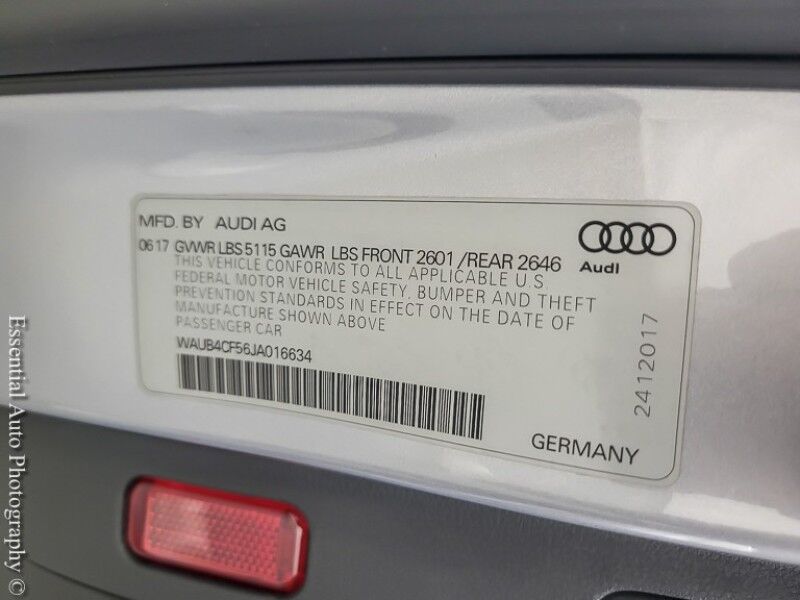 MFD. BY AUDI AG
06 17 GVWR LBS 5115 GAWR LBS FRONT 2601 /REAR 2646
THIS VEHICLE CONFORMS TO ALL APPLICABLE U.S.
FEDERAL MOTOR VEHICLE SAFETY, BUMPER AND THEFT
PREVENTION STANDARDS IN EFFECT ON THE DATE OF
MANUFACTURE SHOWN ABOVE
PASSENGER CAR
WAUB4CF56JA016634
Audi
2412017
GERMANY
Essential Auto Photography ©